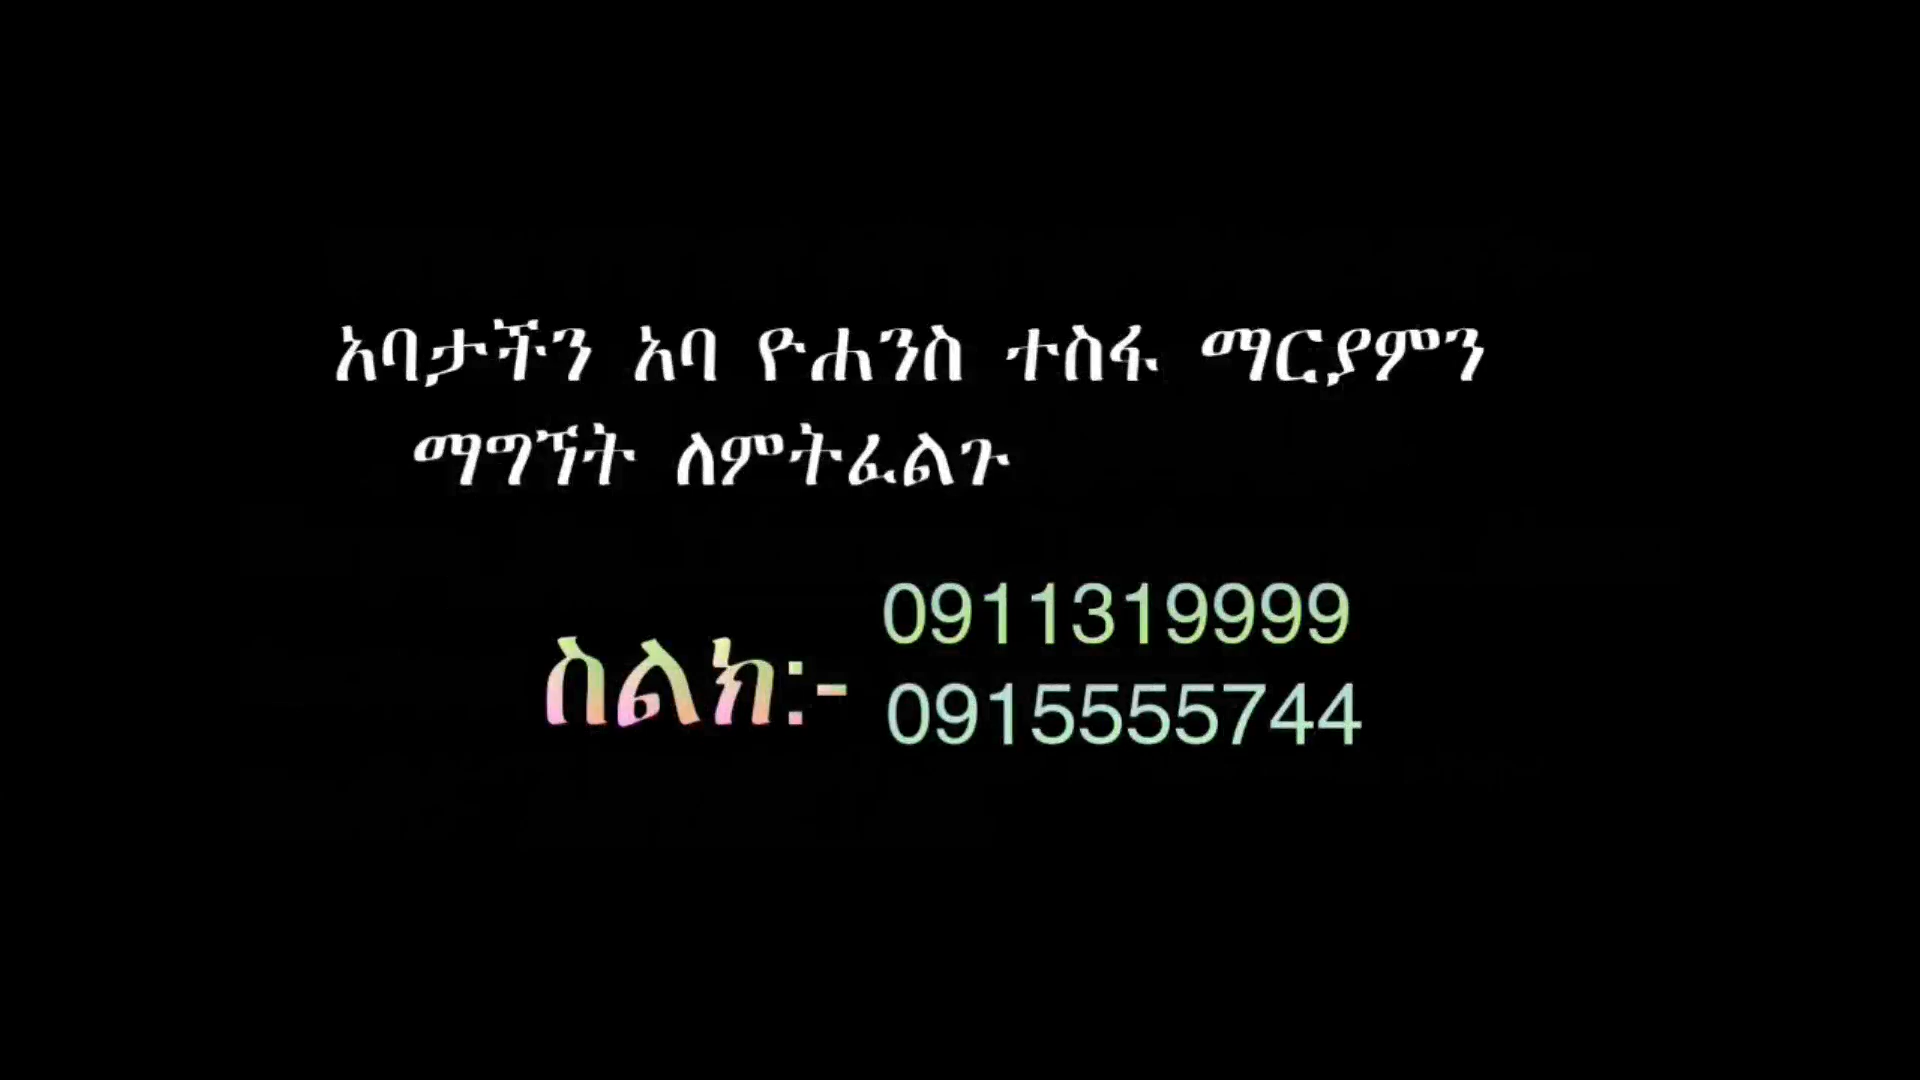 አባታችን አባ ዮሐንስ ተስፋ ማርያምን
ማግኘት ለምትፈልጉ
ስልክ:- 0911319999
0915555744